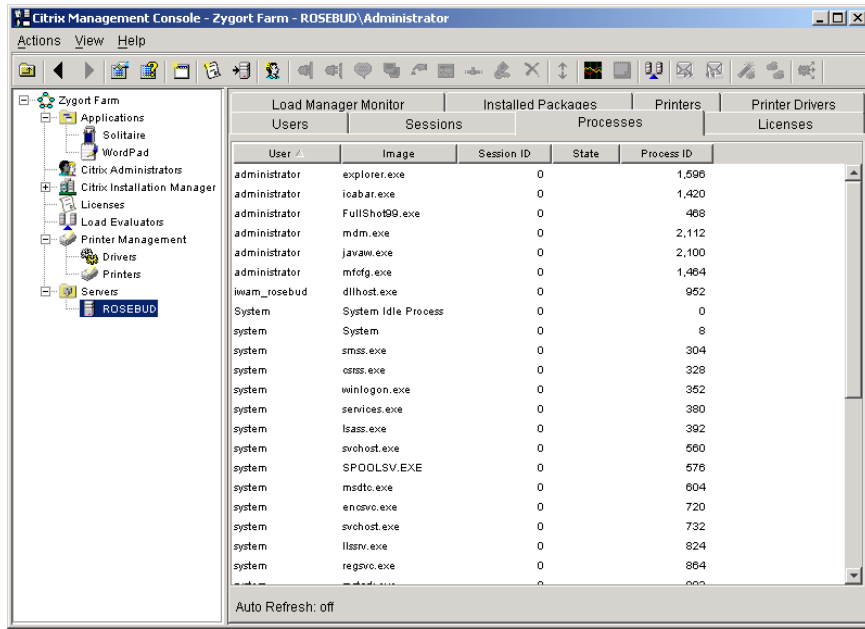 Citrix Management Console - Zygort Farm - ROSEBUD\Administrator
Actions View Help
Zygort Farm
Applications
Solitaire
WordPad
Citrix Administrators
Citrix Installation Manager
Licenses
Load Evaluators
Printer Management
Drivers
Printers
Servers
ROSEBUD
Load Manager Monitor Installed Packages Printers Printer Drivers
Users Sessions Processes Licenses
User Image Session ID State Process ID
administrator explorer.exe 0 1,596
administrator icabar.exe 0 1,420
administrator FullShot99.exe 0 468
administrator mdm.exe 0 2,112
administrator javaw.exe 0 2,100
administrator mfcfg.exe 0 1,464
iwam_rosebud dllhost.exe 0 952
System System Idle Process 0 0
system System 0 8
system smss.exe 0 304
system csrss.exe 0 328
system winlogon.exe 0 352
system services.exe 0 380
system lsass.exe 0 392
system svchost.exe 0 560
system SPOOLSV.EXE 0 576
system msdtc.exe 0 604
system encsvc.exe 0 720
system svchost.exe 0 732
system llssrv.exe 0 824
system regsvc.exe 0 864
Auto Refresh: off